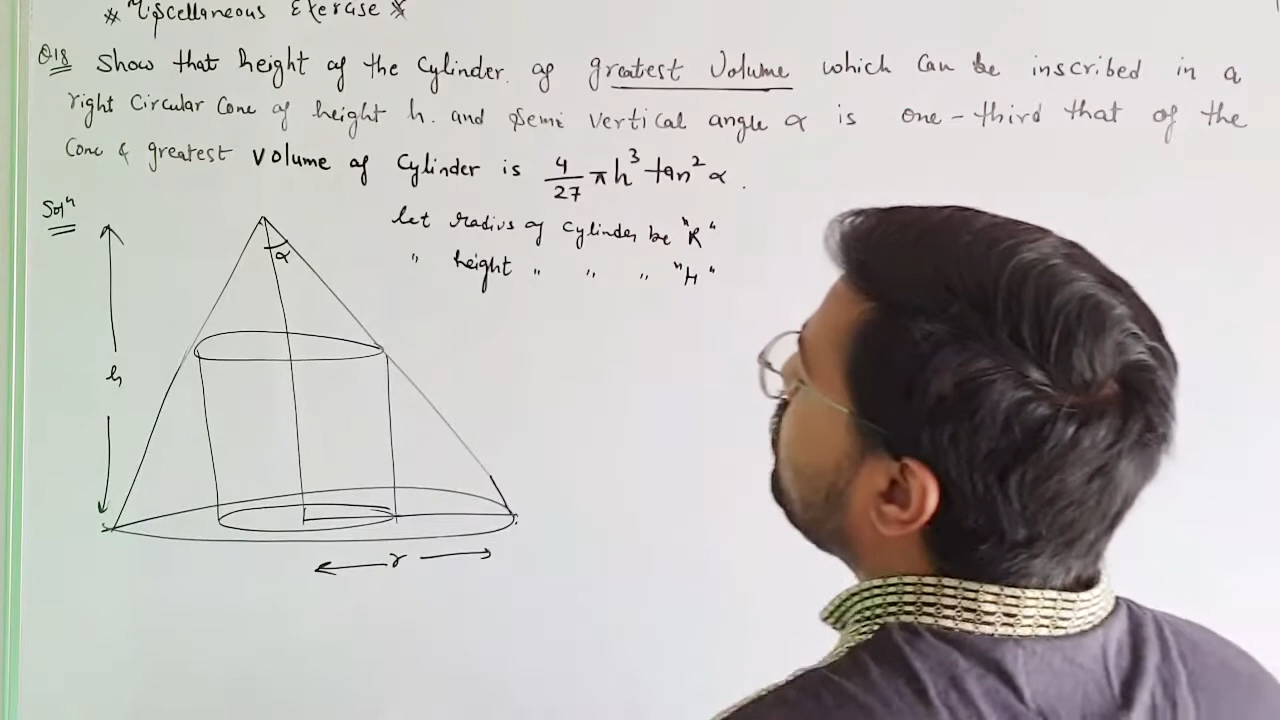 * Miscellaneous Exercise *
Q18 Show that height of the Cylinder. of greatest Volume which can be inscribed in a
right circular cone of height h. and semi vertical angle α is one-third that of the
cone & greatest volume of cylinder is 4/27 πh³ tan² α.
Solⁿ
let radius of cylinder be "R"
" height " " " "H"
α
h
r